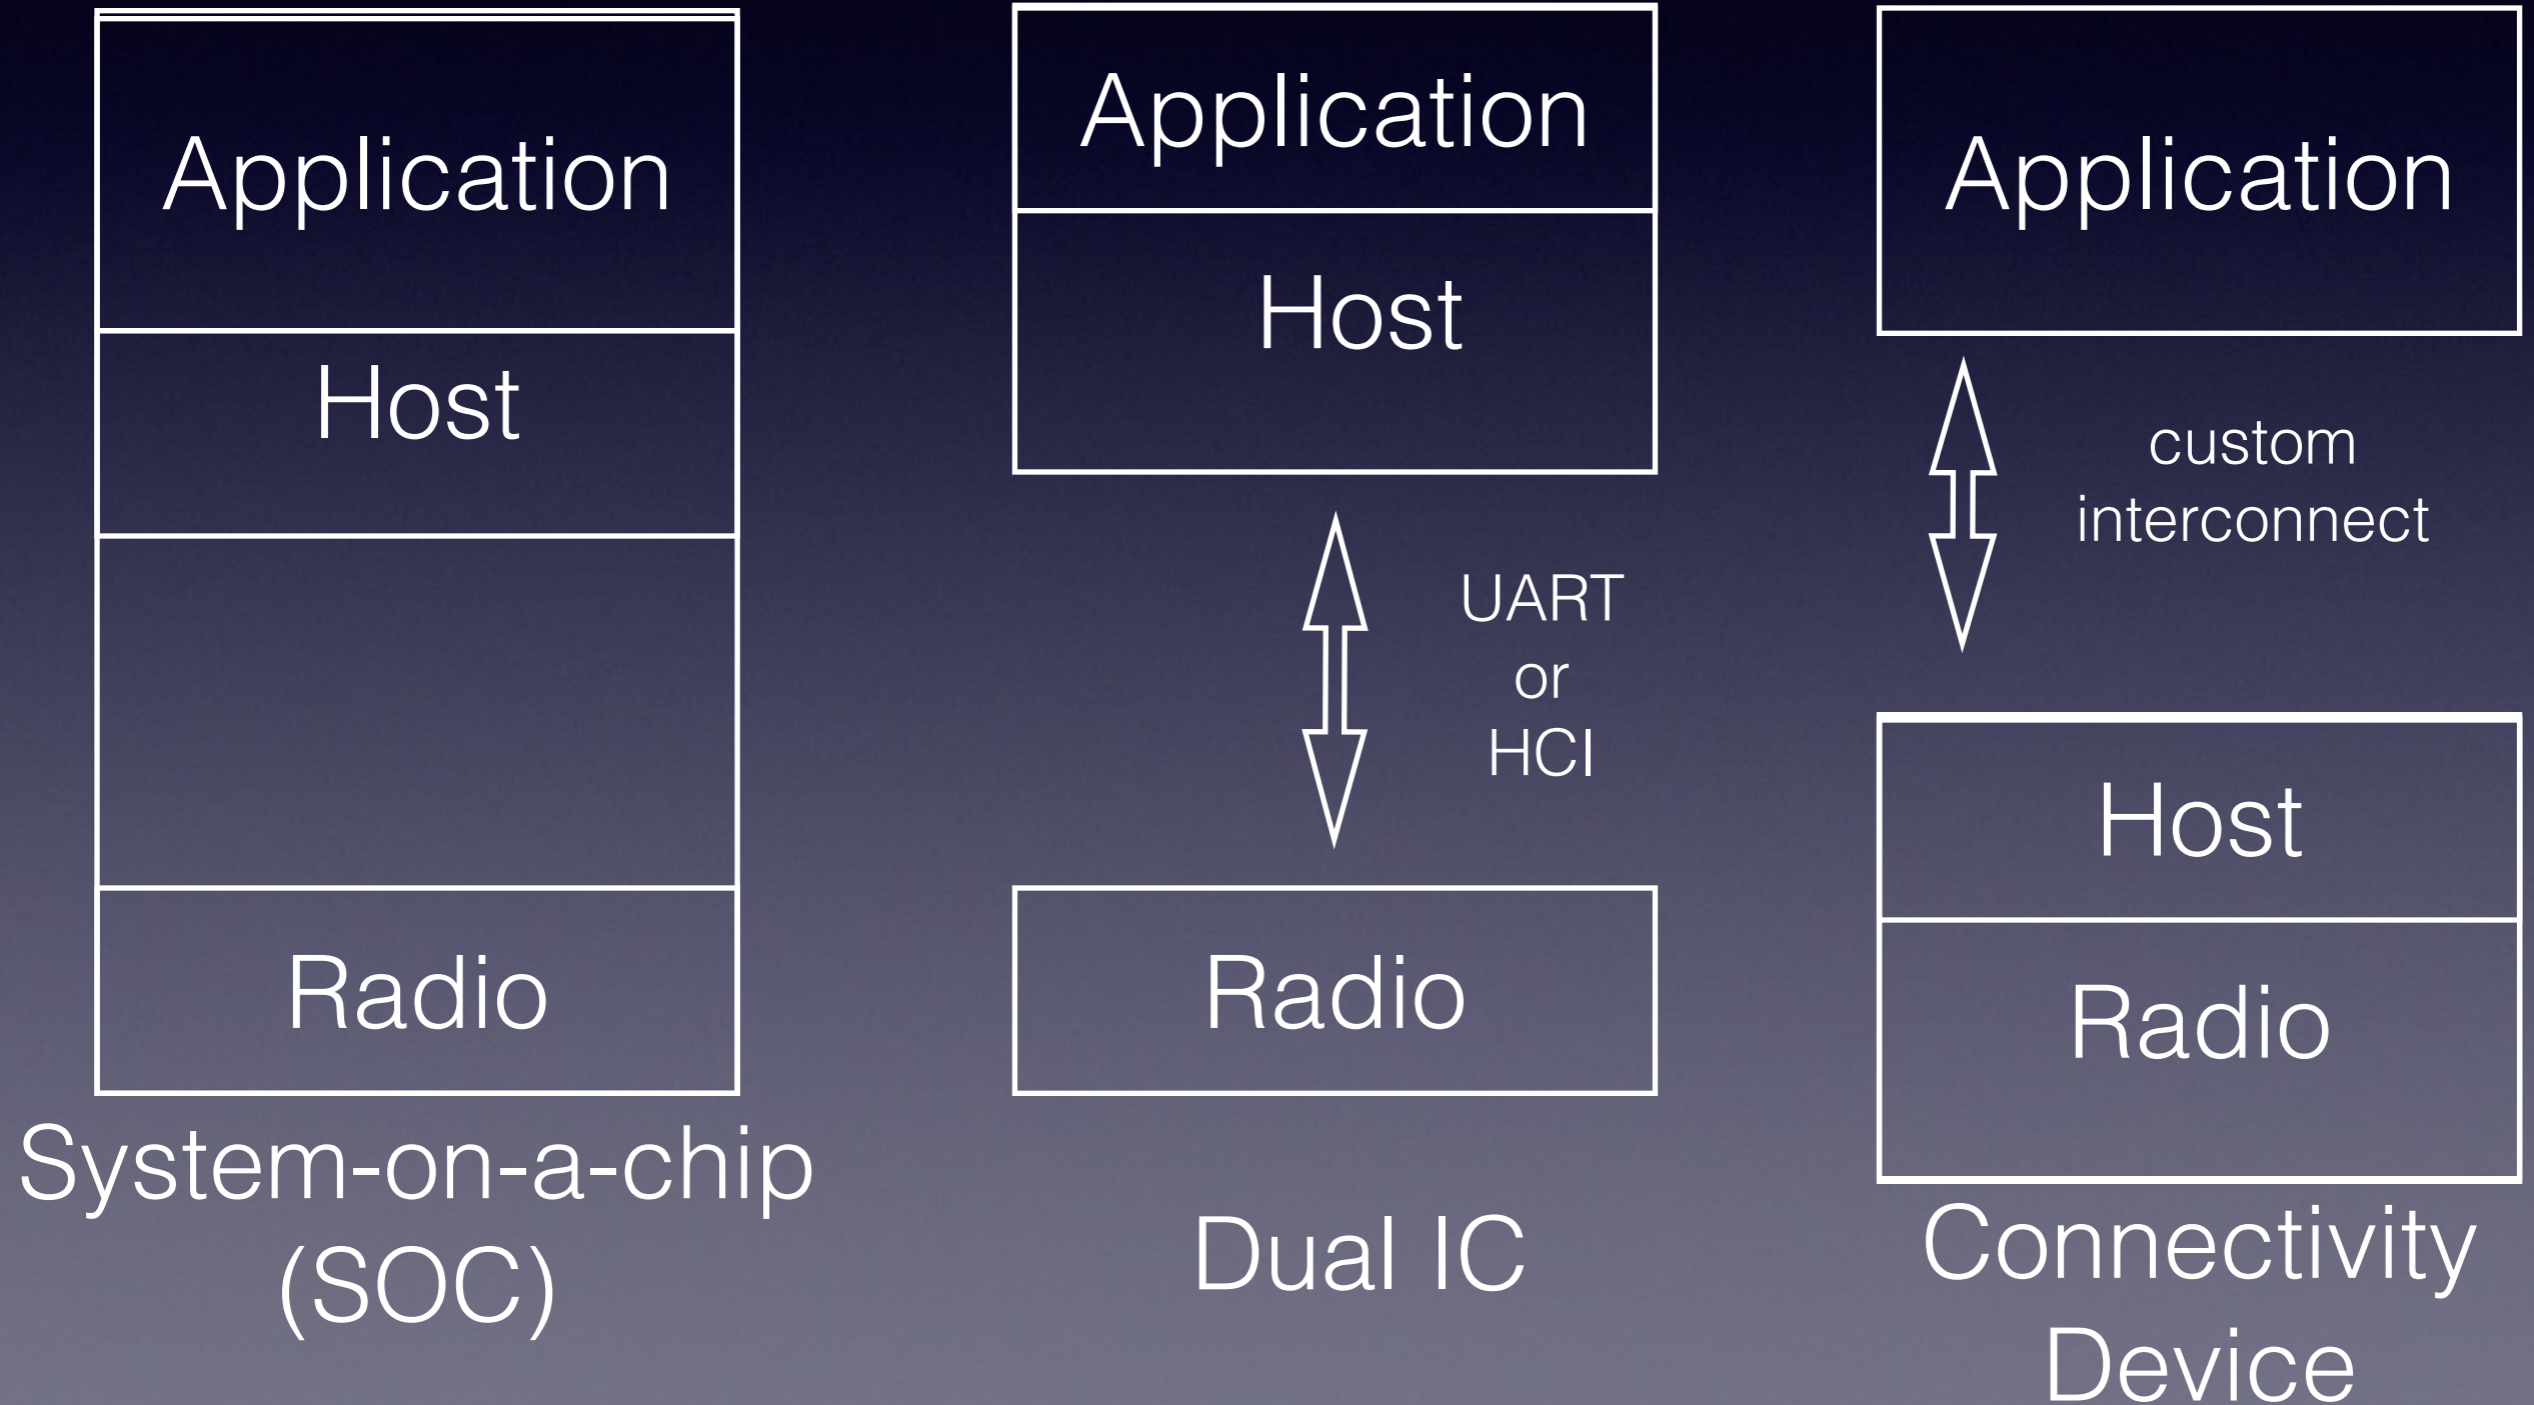 Application
Host
Radio
System-on-a-chip
(SOC)
Application
Host
UART
or
HCI
Radio
Dual IC
Application
custom
interconnect
Host
Radio
Connectivity
Device